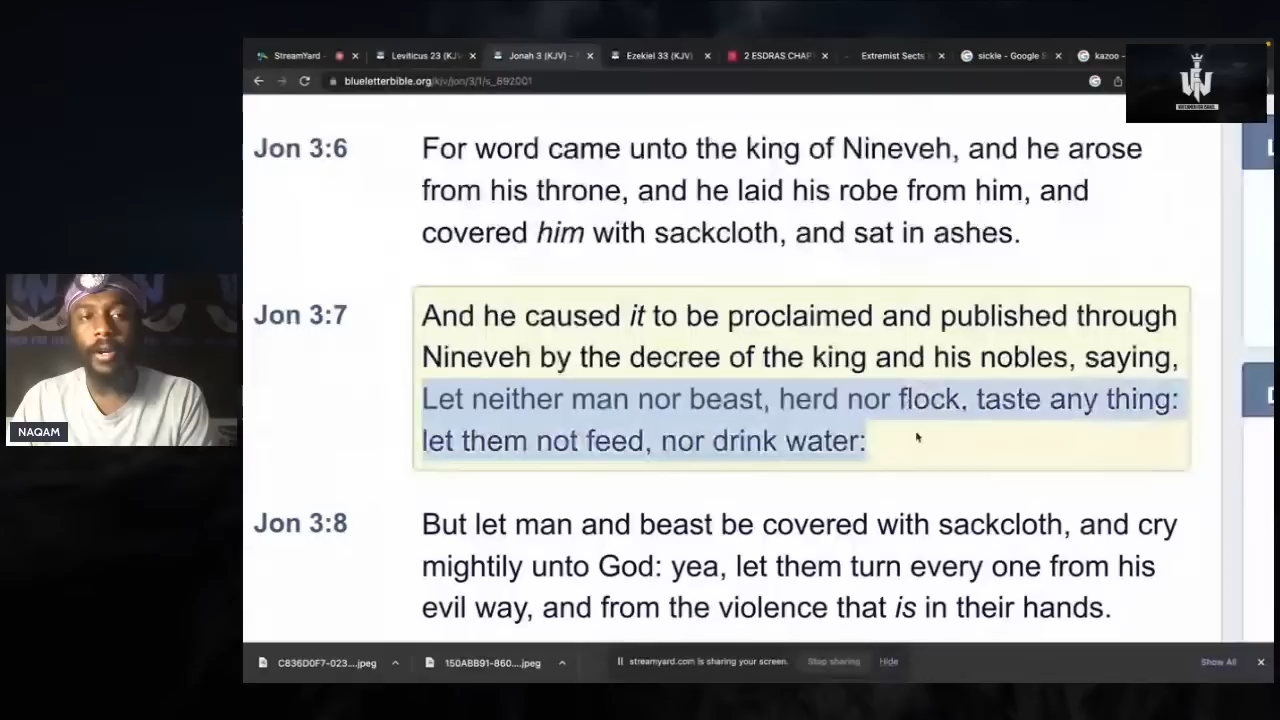 StreamYard
Leviticus 23 (KJV
Jonah 3 (KJV) -
Ezekiel 33 (KJV)
2 ESDRAS CHAP
Extremist Sects
sickle - Google S
kazoo -
blueletterbible.org/kjv/jon/3/1/s_892001
Jon 3:6
For word came unto the king of Nineveh, and he arose
from his throne, and he laid his robe from him, and
covered him with sackcloth, and sat in ashes.
Jon 3:7
And he caused it to be proclaimed and published through
Nineveh by the decree of the king and his nobles, saying,
Let neither man nor beast, herd nor flock, taste any thing:
let them not feed, nor drink water:
Jon 3:8
But let man and beast be covered with sackcloth, and cry
mightily unto God: yea, let them turn every one from his
evil way, and from the violence that is in their hands.
NAQAM
C836D0F7-023....jpeg
150ABB91-860....jpeg
streamyard.com is sharing your screen.
Stop sharing
Hide
Show All